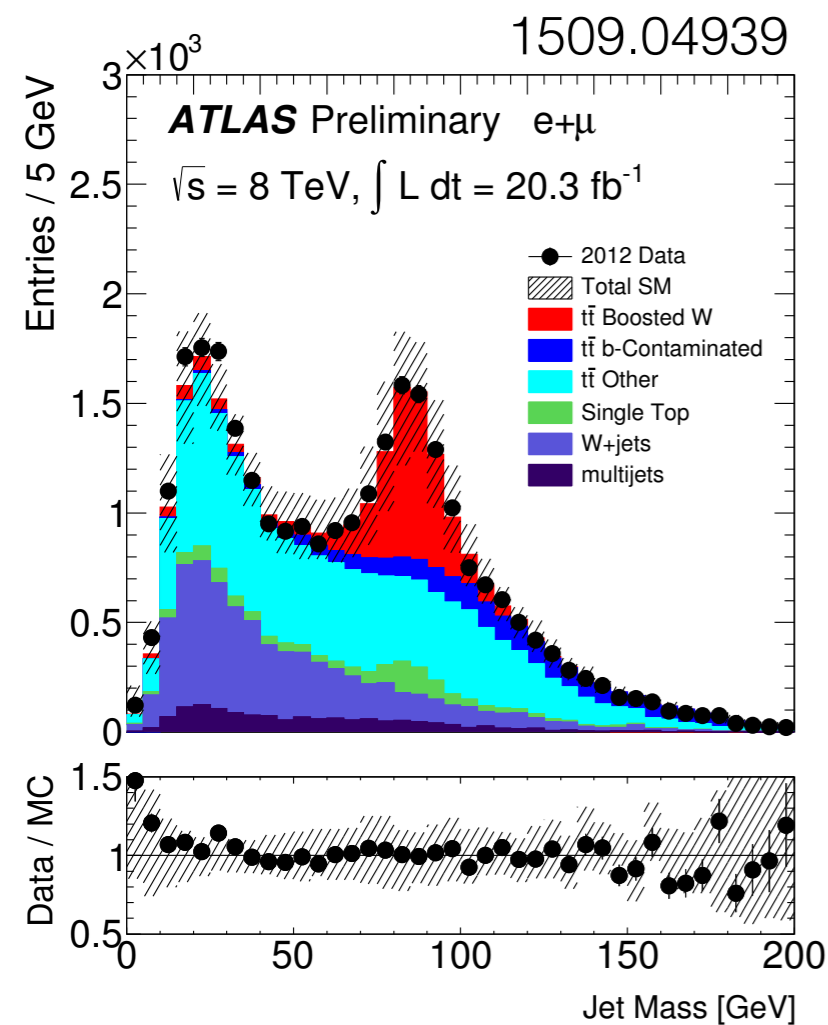 1509.04939
×10³
Entries / 5 GeV
3
2.5
2
1.5
1
0.5
0
ATLAS Preliminary e+μ
√s = 8 TeV, ∫ L dt = 20.3 fb⁻¹
2012 Data
Total SM
tt̄ Boosted W
tt̄ b-Contaminated
tt̄ Other
Single Top
W+jets
multijets
Data / MC
1.5
1
0.5
0 50 100 150 200
Jet Mass [GeV]